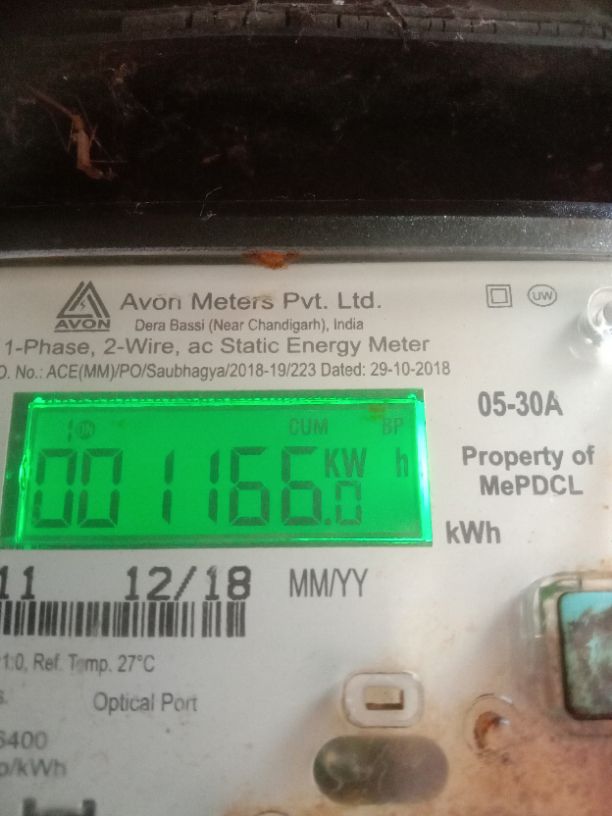 AVON
Avon Meters Pvt. Ltd.
Dera Bassi (Near Chandigarh), India
UW
1-Phase, 2-Wire, ac Static Energy Meter
O. No.: ACE(MM)/PO/Saubhagya/2018-19/223 Dated: 29-10-2018
05-30A
CUM BP
001166.0 KW h
Property of
MePDCL
kWh
11 12/18 MM/YY
1.0, Ref. Temp. 27°C
Optical Port
6400
p/kWh